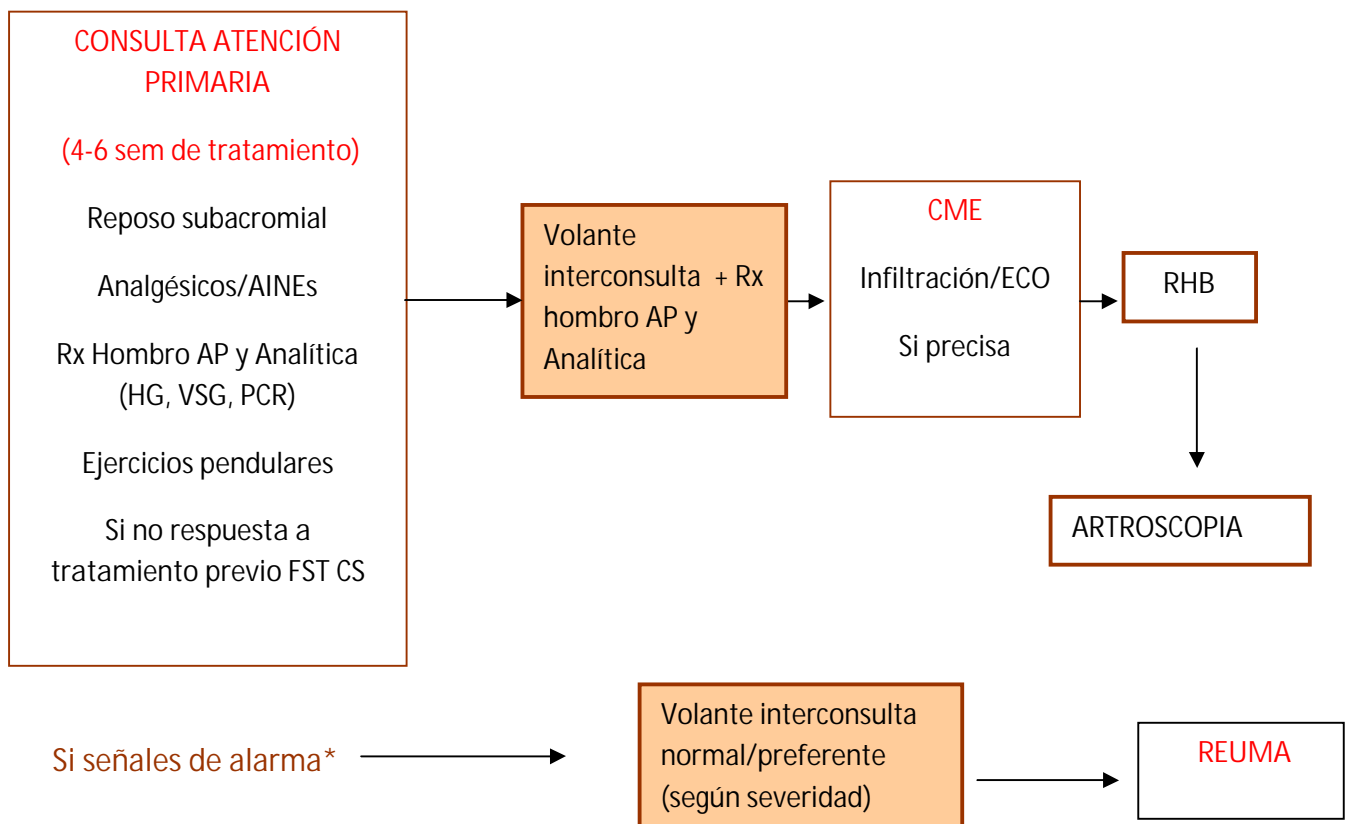 CONSULTA ATENCIÓN
PRIMARIA
(4-6 sem de tratamiento)
Reposo subacromial
Analgésicos/AINEs
Rx Hombro AP y Analítica
(HG, VSG, PCR)
Ejercicios pendulares
Si no respuesta a
tratamiento previo FST CS
Volante
interconsulta + Rx
hombro AP y
Analítica
CME
Infiltración/ECO
Si precisa
RHB
ARTROSCOPIA
Si señales de alarma*
Volante interconsulta
normal/preferente
(según severidad)
REUMA